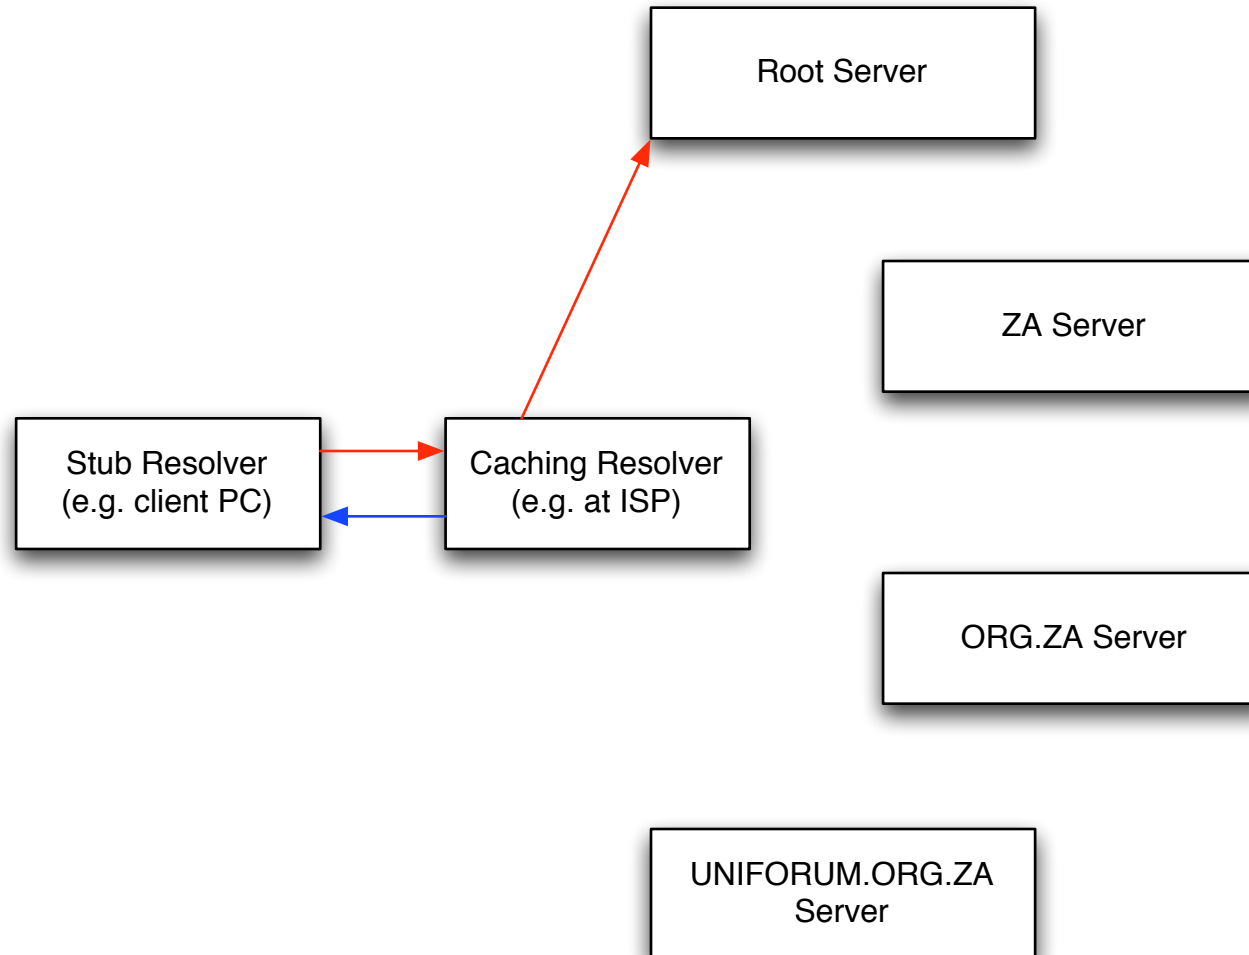 Root Server
ZA Server
Stub Resolver
(e.g. client PC)
Caching Resolver
(e.g. at ISP)
ORG.ZA Server
UNIFORUM.ORG.ZA
Server